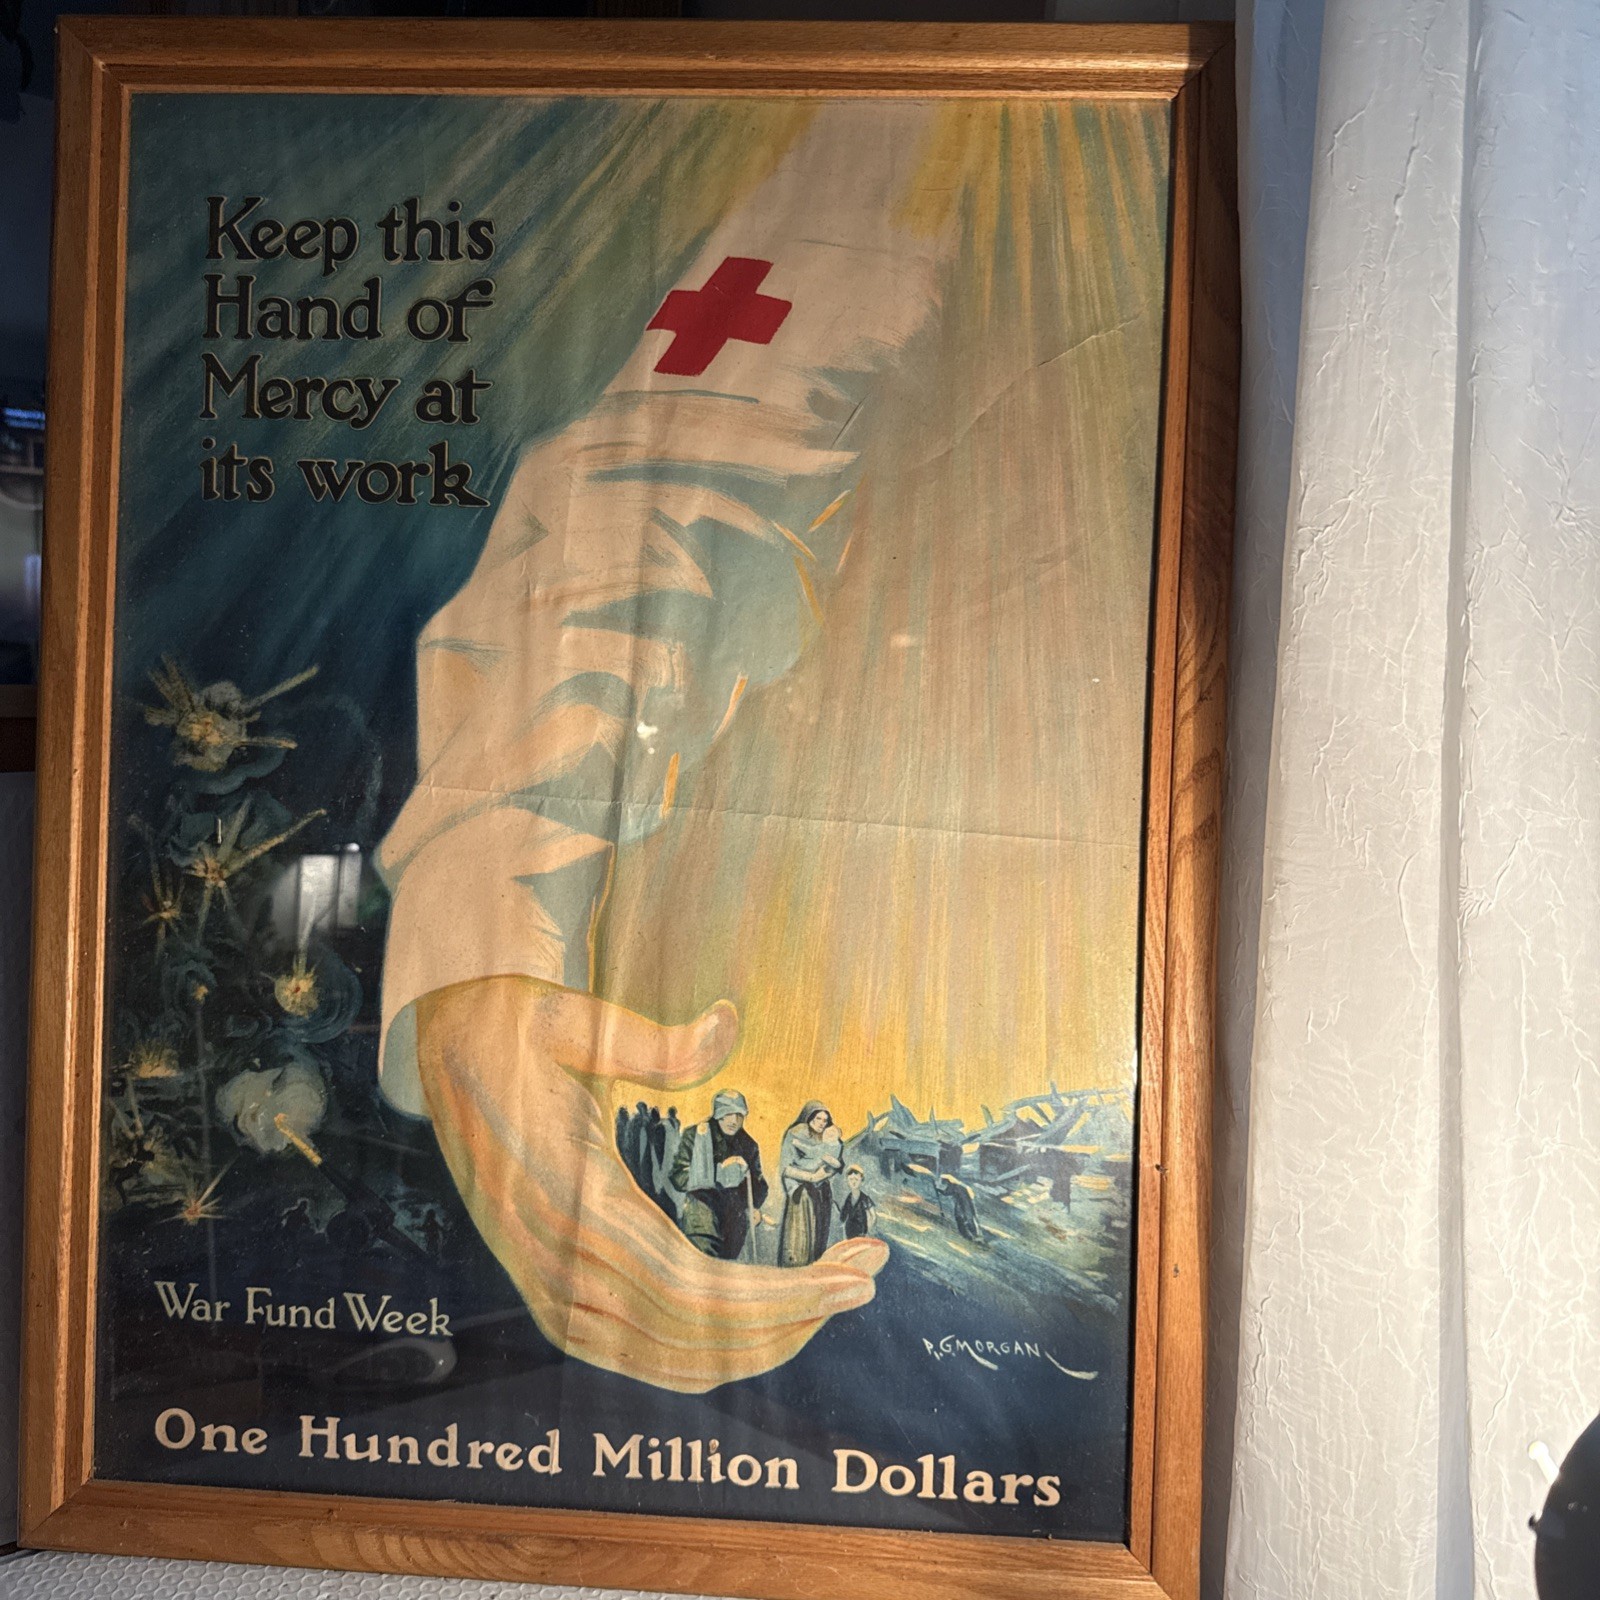 Keep this
Hand of
Mercy at
its work
War Fund Week
P.G. MORGAN
One Hundred Million Dollars